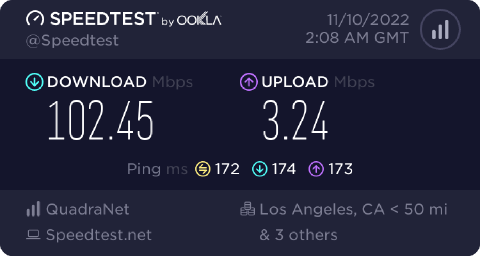 SPEEDTEST by OOKLA
@Speedtest
11/10/2022
2:08 AM GMT
DOWNLOAD Mbps
102.45
UPLOAD Mbps
3.24
Ping ms 172 174 173
QuadraNet
Speedtest.net
Los Angeles, CA < 50 mi
& 3 others